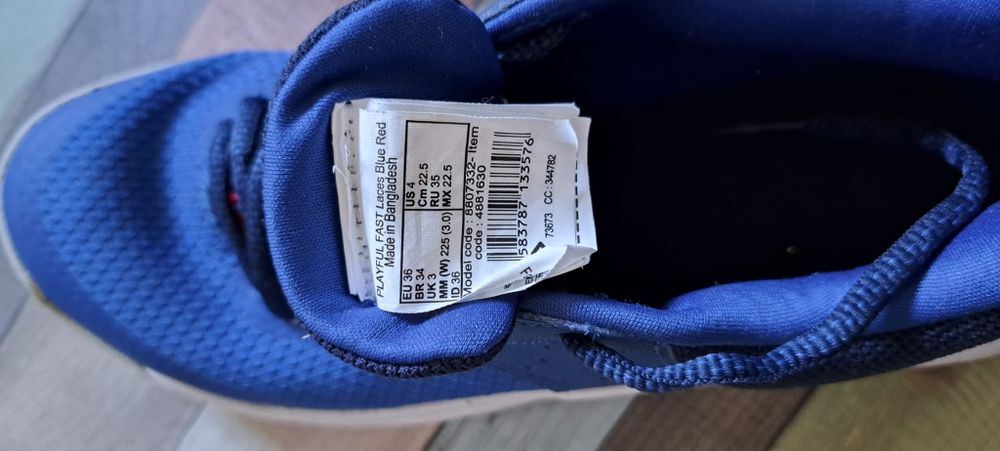 PLAYFUL FAST Laces Blue Red
Made in Bangladesh
EU 36 US 4
BR 34 Cm 22.5
UK 3 RU 35
MM (W) 225 (3.0) MX 22.5
ID 36
Model code : 8807332- Item
code : 4881630
583787 133576
73673 CC : 344782